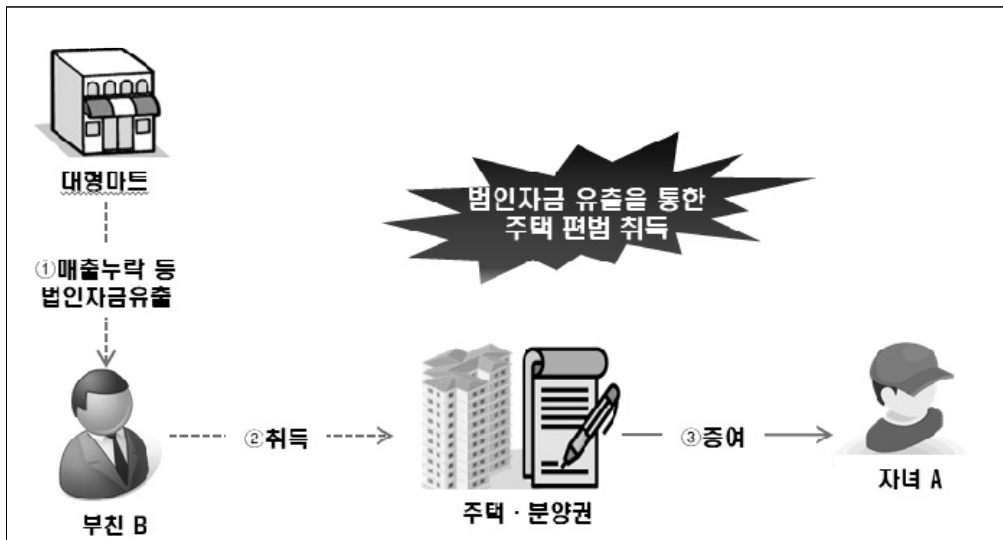 대형마트
법인자금 유출을 통한
주택 편법 취득
①매출누락 등
법인자금유출
②취득
③증여
부친 B
주택 · 분양권
자녀 A